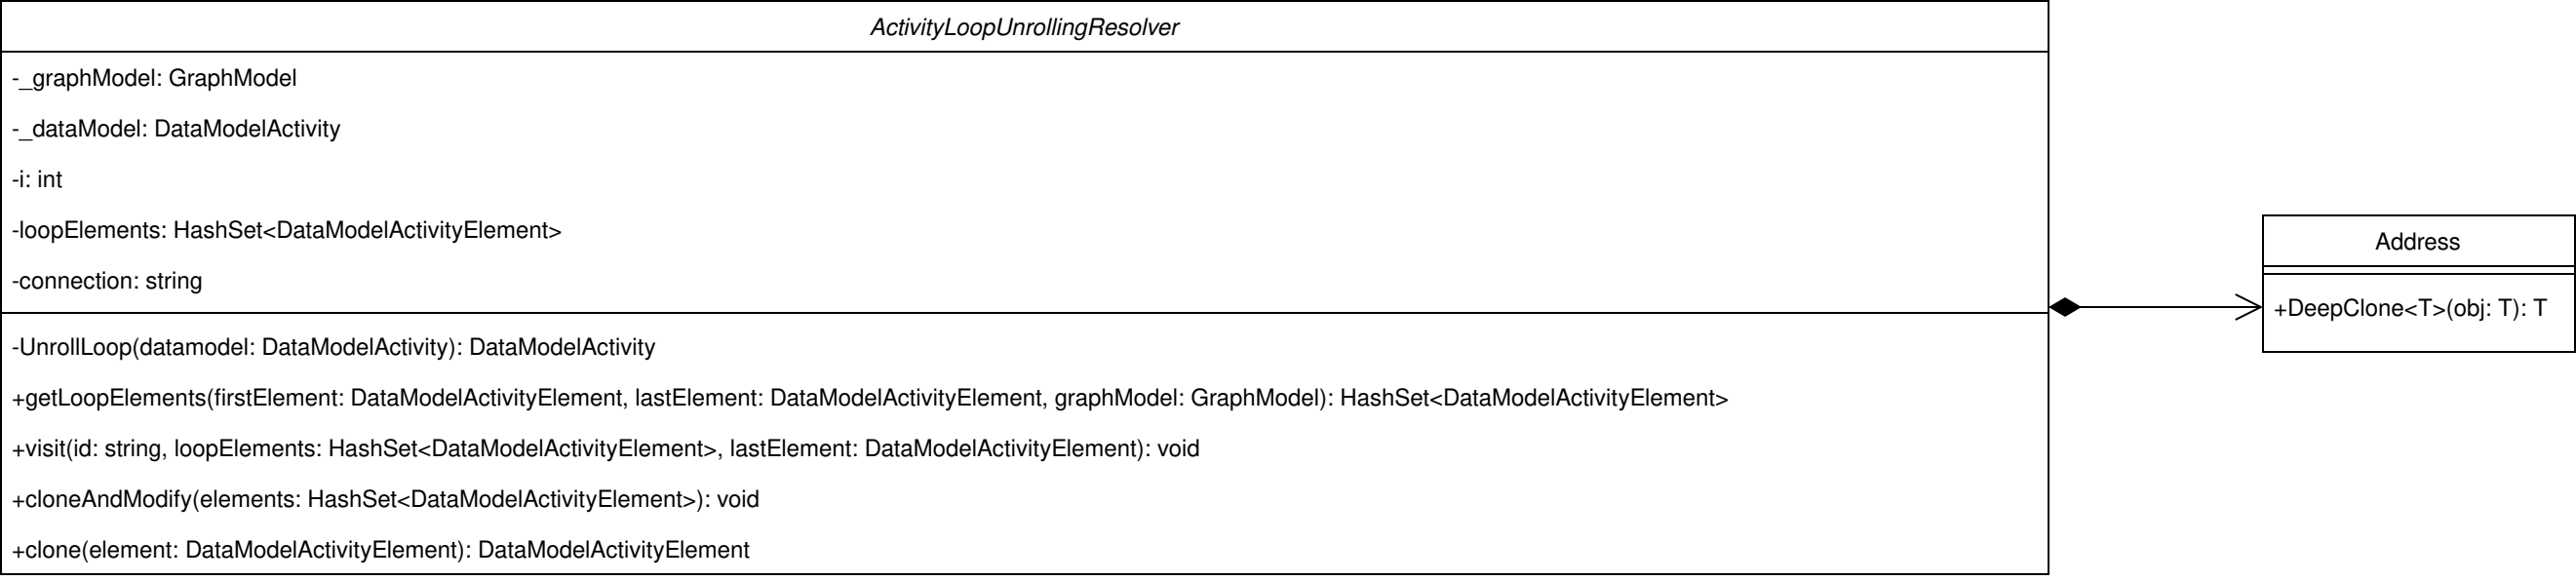 ActivityLoopUnrollingResolver
-_graphModel: GraphModel
-_dataModel: DataModelActivity
-i: int
-loopElements: HashSet<DataModelActivityElement>
-connection: string
-UnrollLoop(datamodel: DataModelActivity): DataModelActivity
+getLoopElements(firstElement: DataModelActivityElement, lastElement: DataModelActivityElement, graphModel: GraphModel): HashSet<DataModelActivityElement>
+visit(id: string, loopElements: HashSet<DataModelActivityElement>, lastElement: DataModelActivityElement): void
+cloneAndModify(elements: HashSet<DataModelActivityElement>): void
+clone(element: DataModelActivityElement): DataModelActivityElement
Address
+DeepClone<T>(obj: T): T